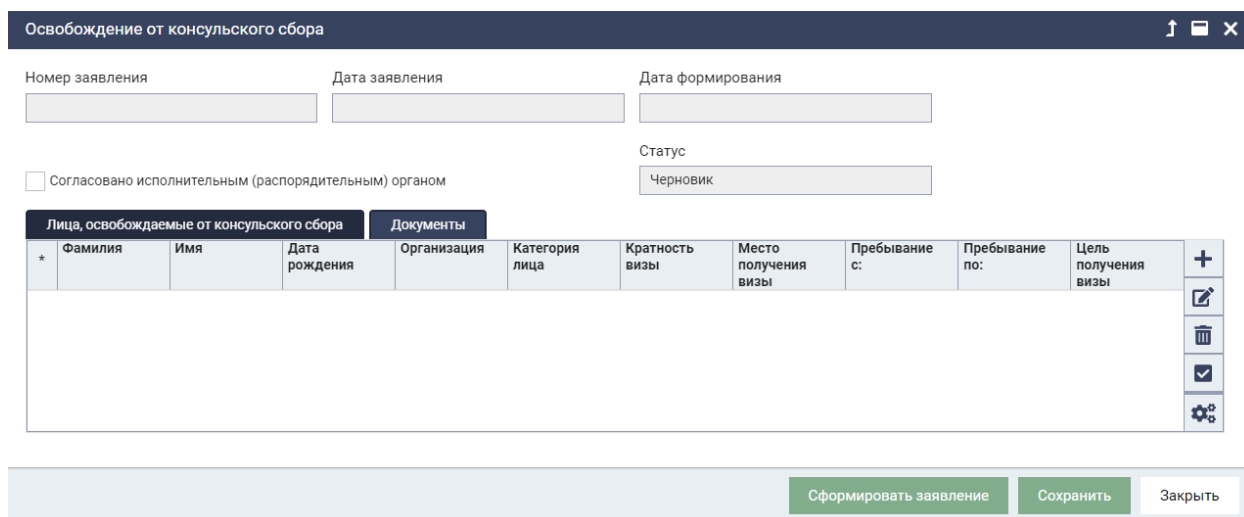 Освобождение от консульского сбора
Номер заявления Дата заявления Дата формирования
Статус
Согласовано исполнительным (распорядительным) органом Черновик
Лица, освобождаемые от консульского сбора Документы
* Фамилия Имя Дата рождения Организация Категория лица Кратность визы Место получения визы Пребывание с: Пребывание по: Цель получения визы
Сформировать заявление Сохранить Закрыть